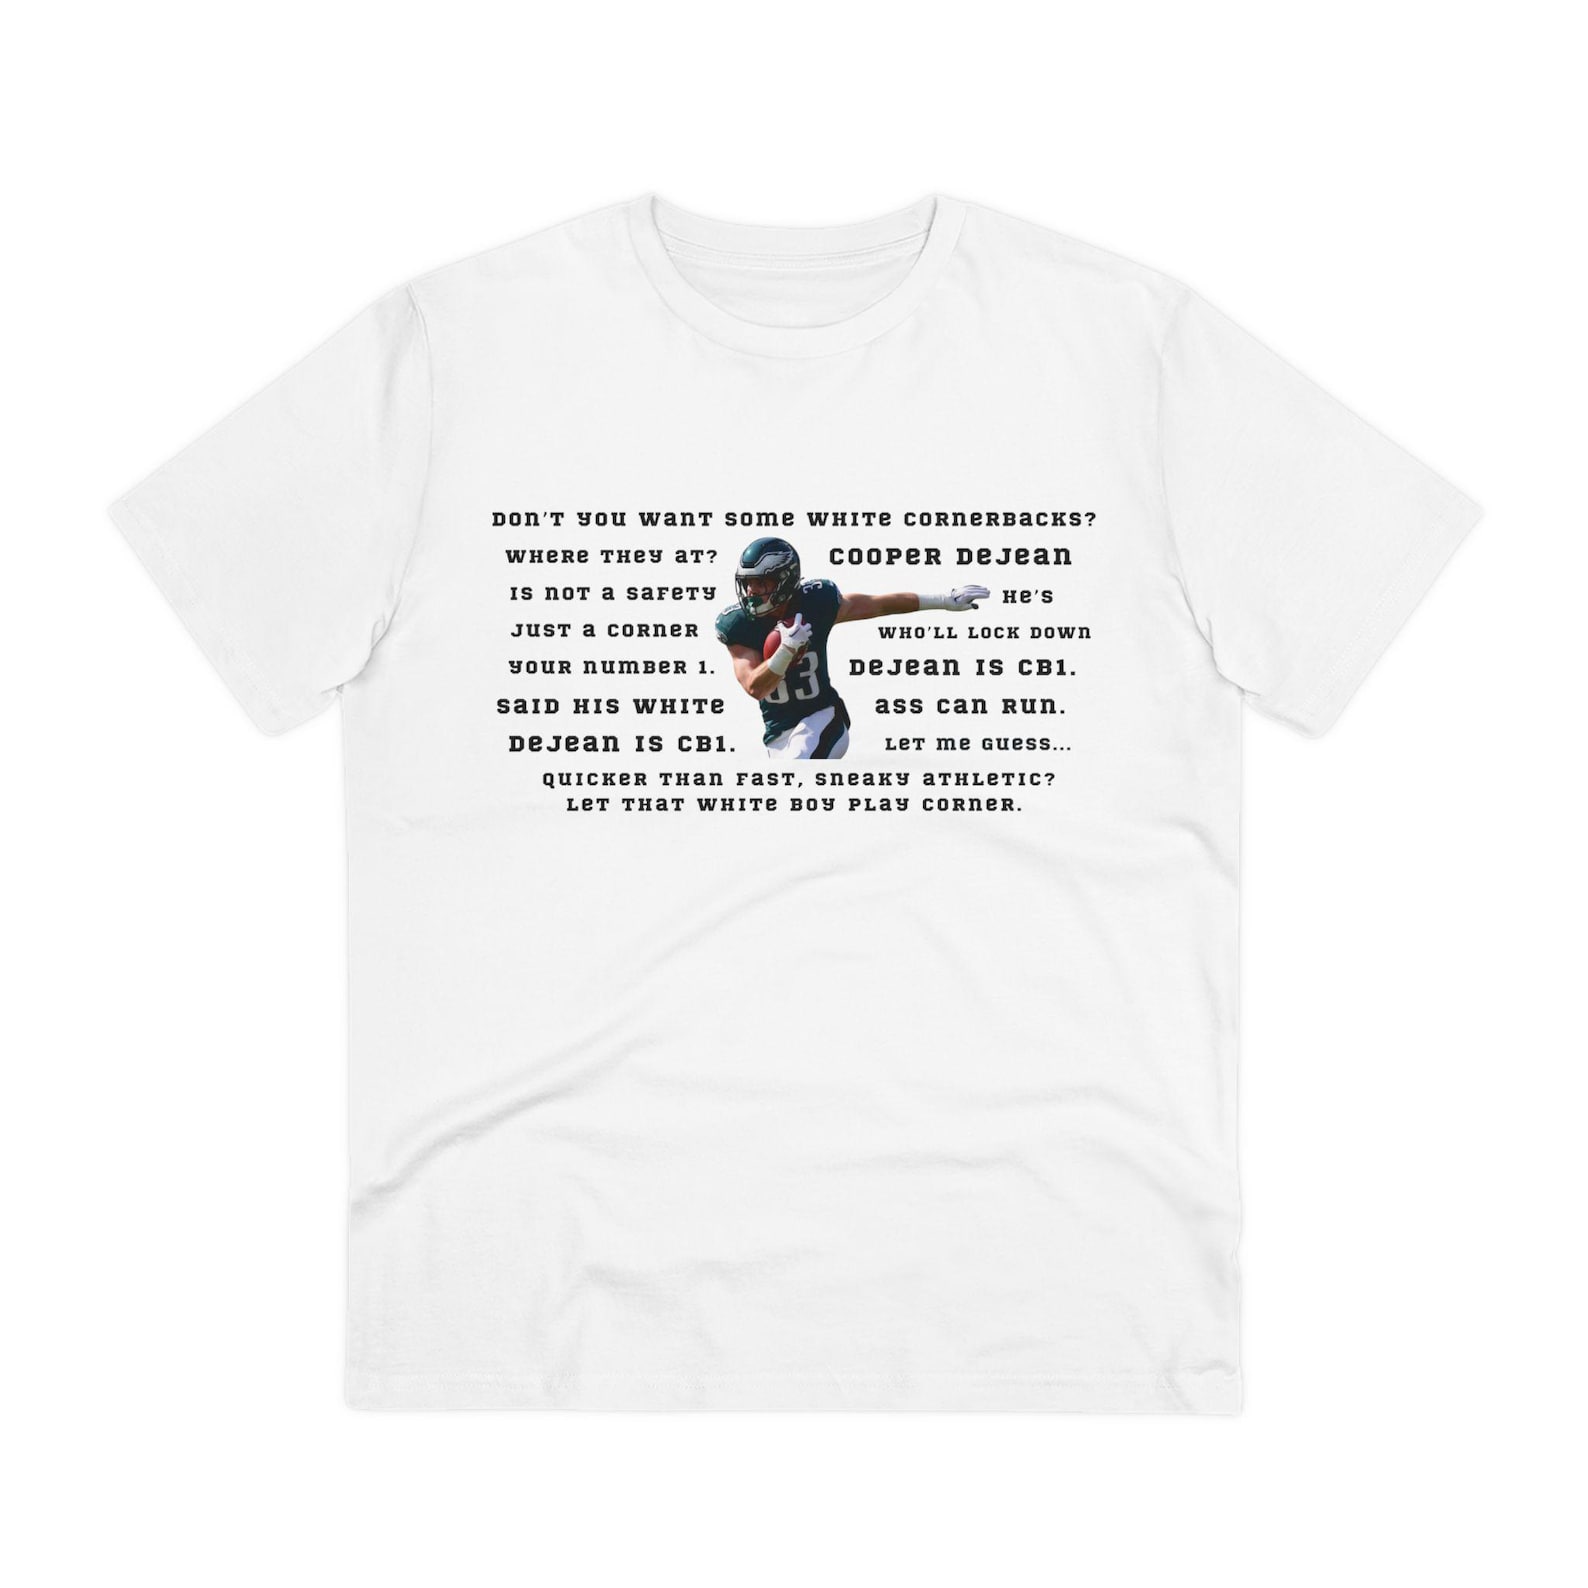 DON'T YOU WANT SOME WHITE CORNERBACKS?
WHERE THEY AT? COOPER DEJEAN
IS NOT A SAFETY HE'S
JUST A CORNER WHO'LL LOCK DOWN
YOUR NUMBER 1. DEJEAN IS CB1.
SAID HIS WHITE ASS CAN RUN.
DEJEAN IS CB1. LET ME GUESS...
QUICKER THAN FAST, SNEAKY ATHLETIC?
LET THAT WHITE BOY PLAY CORNER.
33
33